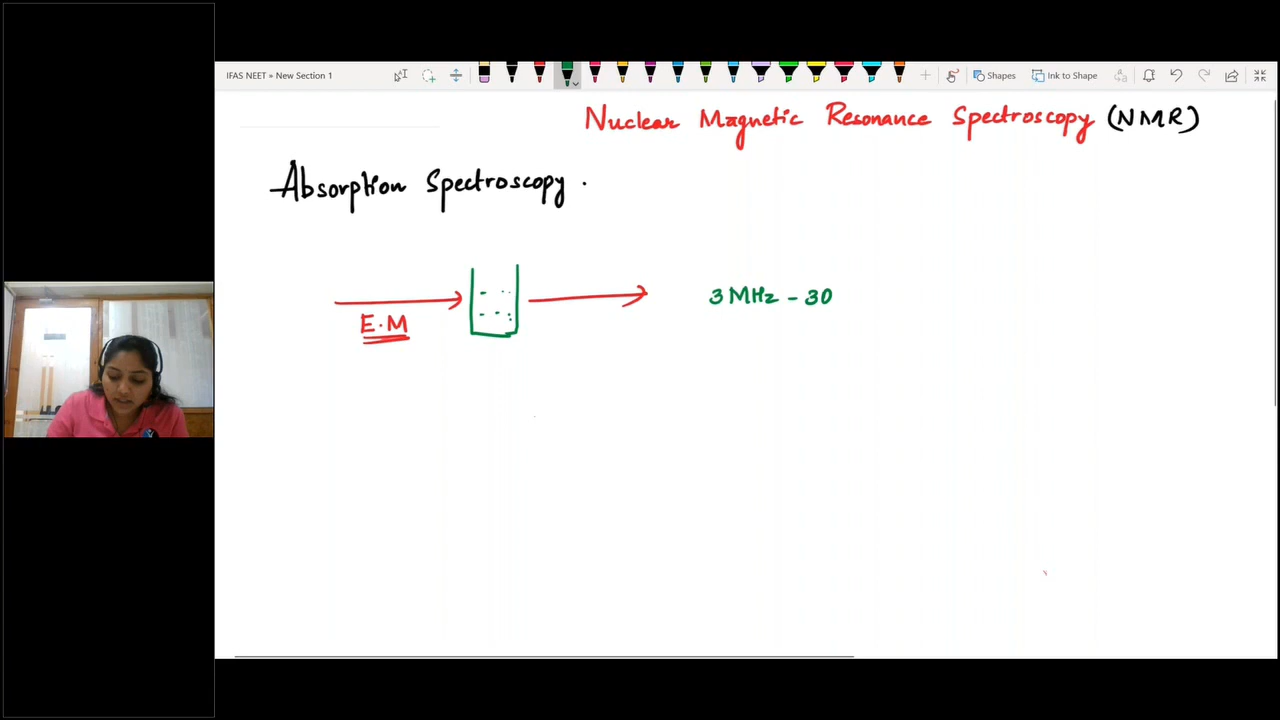 IFAS NEET » New Section 1
Shapes
Ink to Shape
Nuclear Magnetic Resonance Spectroscopy (NMR)
Absorption Spectroscopy.
E.M
3 MHz - 30